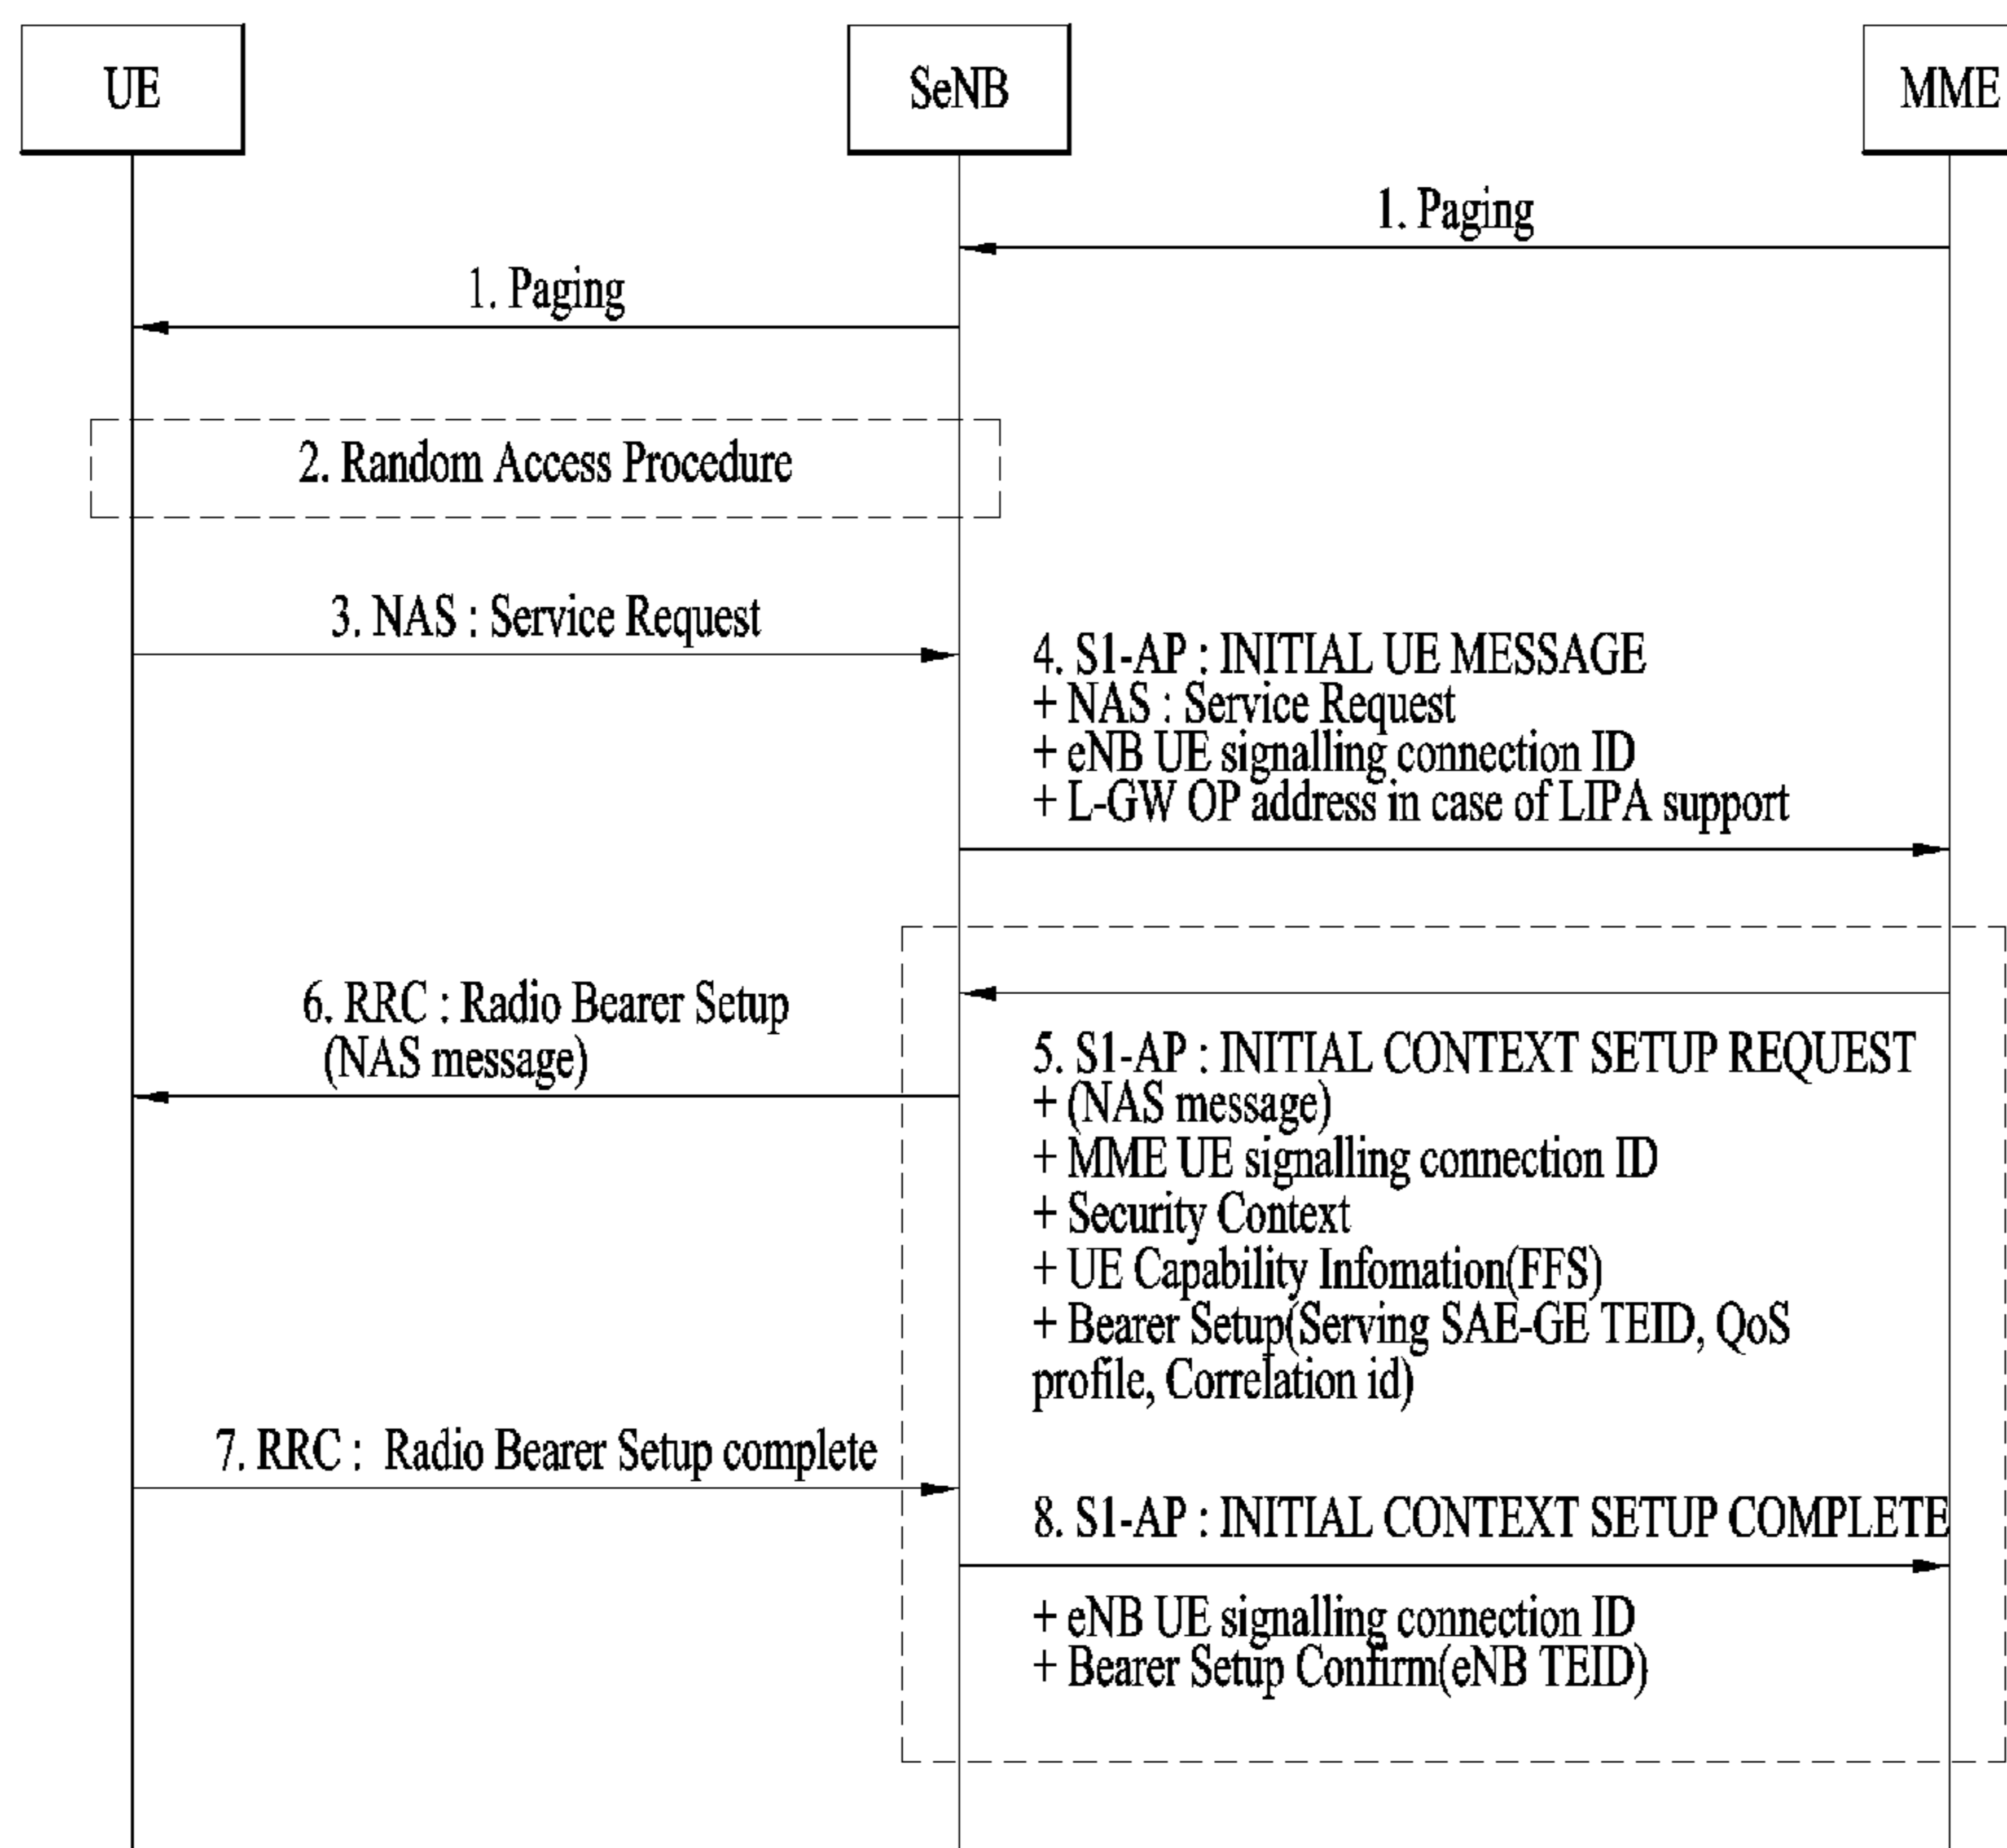 UE
SeNB
MME
1. Paging
1. Paging
2. Random Access Procedure
3. NAS : Service Request
4. S1-AP : INITIAL UE MESSAGE
+ NAS : Service Request
+ eNB UE signalling connection ID
+ L-GW OP address in case of LIPA support
6. RRC : Radio Bearer Setup
(NAS message)
5. S1-AP : INITIAL CONTEXT SETUP REQUEST
+ (NAS message)
+ MME UE signalling connection ID
+ Security Context
+ UE Capability Infomation(FFS)
+ Bearer Setup(Serving SAE-GE TEID, QoS
profile, Correlation id)
7. RRC : Radio Bearer Setup complete
8. S1-AP : INITIAL CONTEXT SETUP COMPLETE
+ eNB UE signalling connection ID
+ Bearer Setup Confirm(eNB TEID)